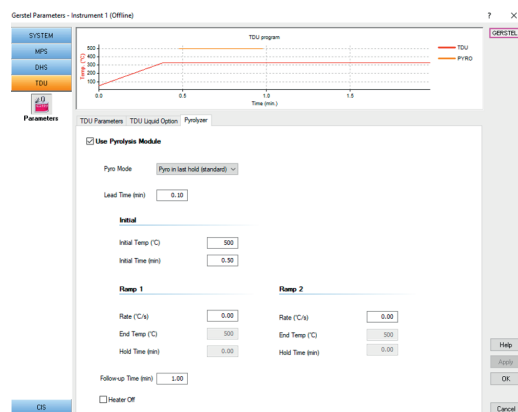 Gerstel Parameters - Instrument 1 (Offline) ?
SYSTEM
MPS
DHS
TDU
Parameters
CIS
TDU program
Temp. (°C)
500
400
300
200
100
0.0 0.5 1.0 1.5
Time (min.)
TDU
PYRO
GERSTEL
TDU Parameters TDU Liquid Option Pyrolyzer
Use Pyrolysis Module
Pyro Mode Pyro in last hold (standard)
Lead Time (min) 0.10
Initial
Initial Temp (°C) 500
Initial Time (min) 0.50
Ramp 1 Ramp 2
Rate (°C/s) 0.00 Rate (°C/s) 0.00
End Temp (°C) 500 End Temp (°C) 500
Hold Time (min) 0.00 Hold Time (min) 0.00
Follow-up Time (min) 1.00
Heater Off
Help
Apply
OK
Cancel